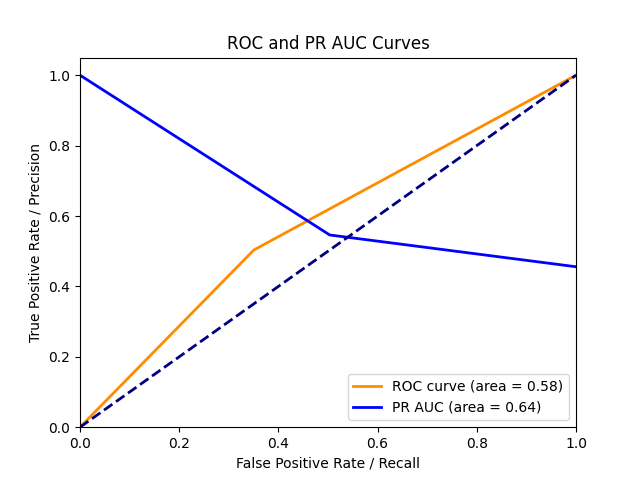 ROC and PR AUC Curves
True Positive Rate / Precision
1.0
0.8
0.6
0.4
0.2
0.0
ROC curve (area = 0.58)
PR AUC (area = 0.64)
0.0 0.2 0.4 0.6 0.8 1.0
False Positive Rate / Recall